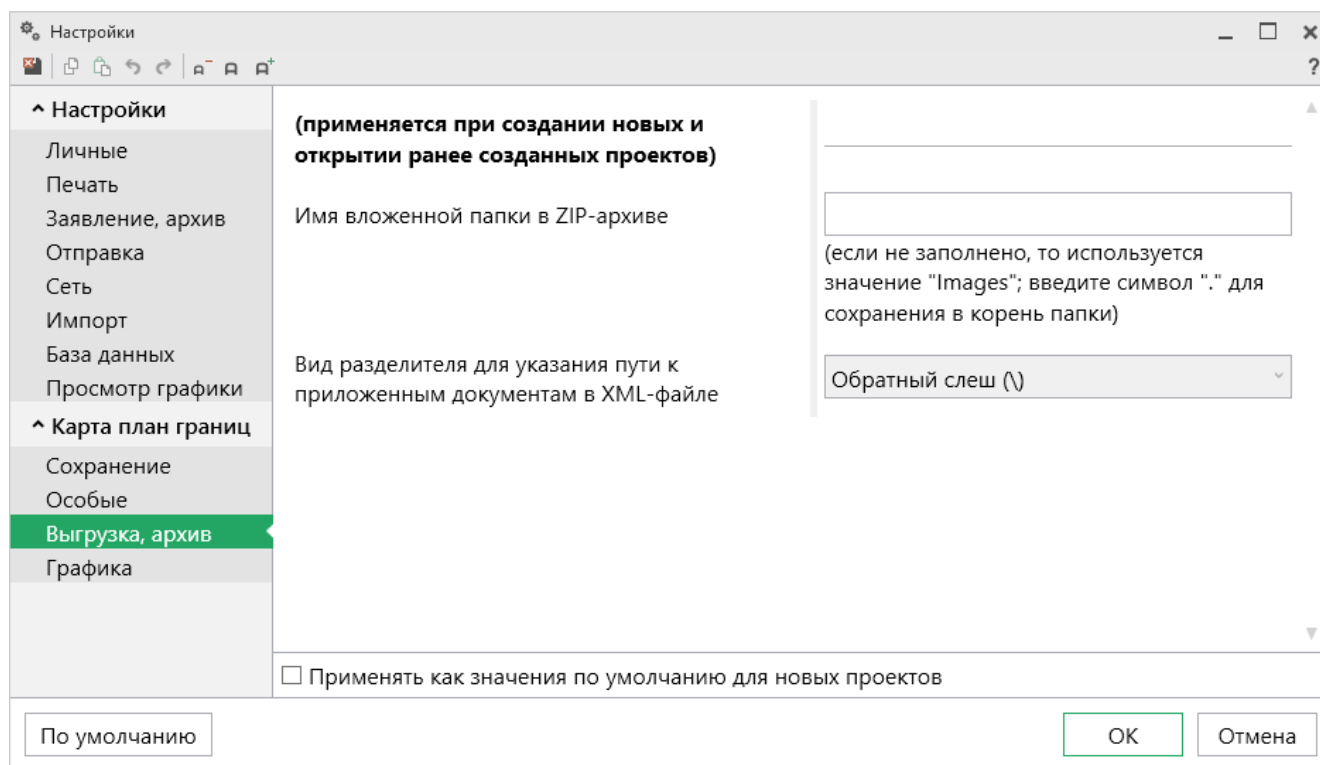 Настройки
^ Настройки
Личные
Печать
Заявление, архив
Отправка
Сеть
Импорт
База данных
Просмотр графики
^ Карта план границ
Сохранение
Особые
Выгрузка, архив
Графика
(применяется при создании новых и
открытии ранее созданных проектов)
Имя вложенной папки в ZIP-архиве
(если не заполнено, то используется
значение "Images"; введите символ "." для
сохранения в корень папки)
Вид разделителя для указания пути к
приложенным документам в XML-файле
Обратный слеш (\)
Применять как значения по умолчанию для новых проектов
По умолчанию
ОК
Отмена